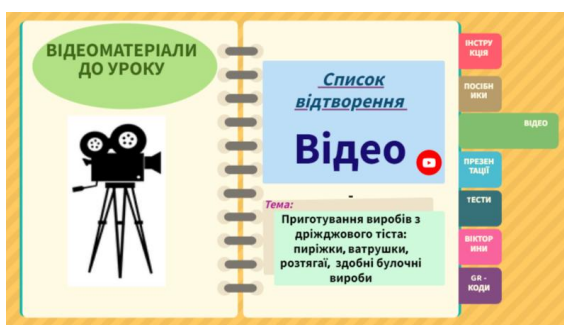 ВІДЕОМАТЕРІАЛИ
ДО УРОКУ
Список
відтворення
Відео
-
Тема:
Приготування виробів з
дріжджового тіста:
пиріжки, ватрушки,
розтягаї, здобні булочні
вироби
ІНСТРУ
КЦІЯ
ПОСІБН
ИКИ
ВІДЕО
ПРЕЗЕН
ТАЦІЇ
тЕСТИ
ВІКТОР
ИНИ
GR -
КОДИ